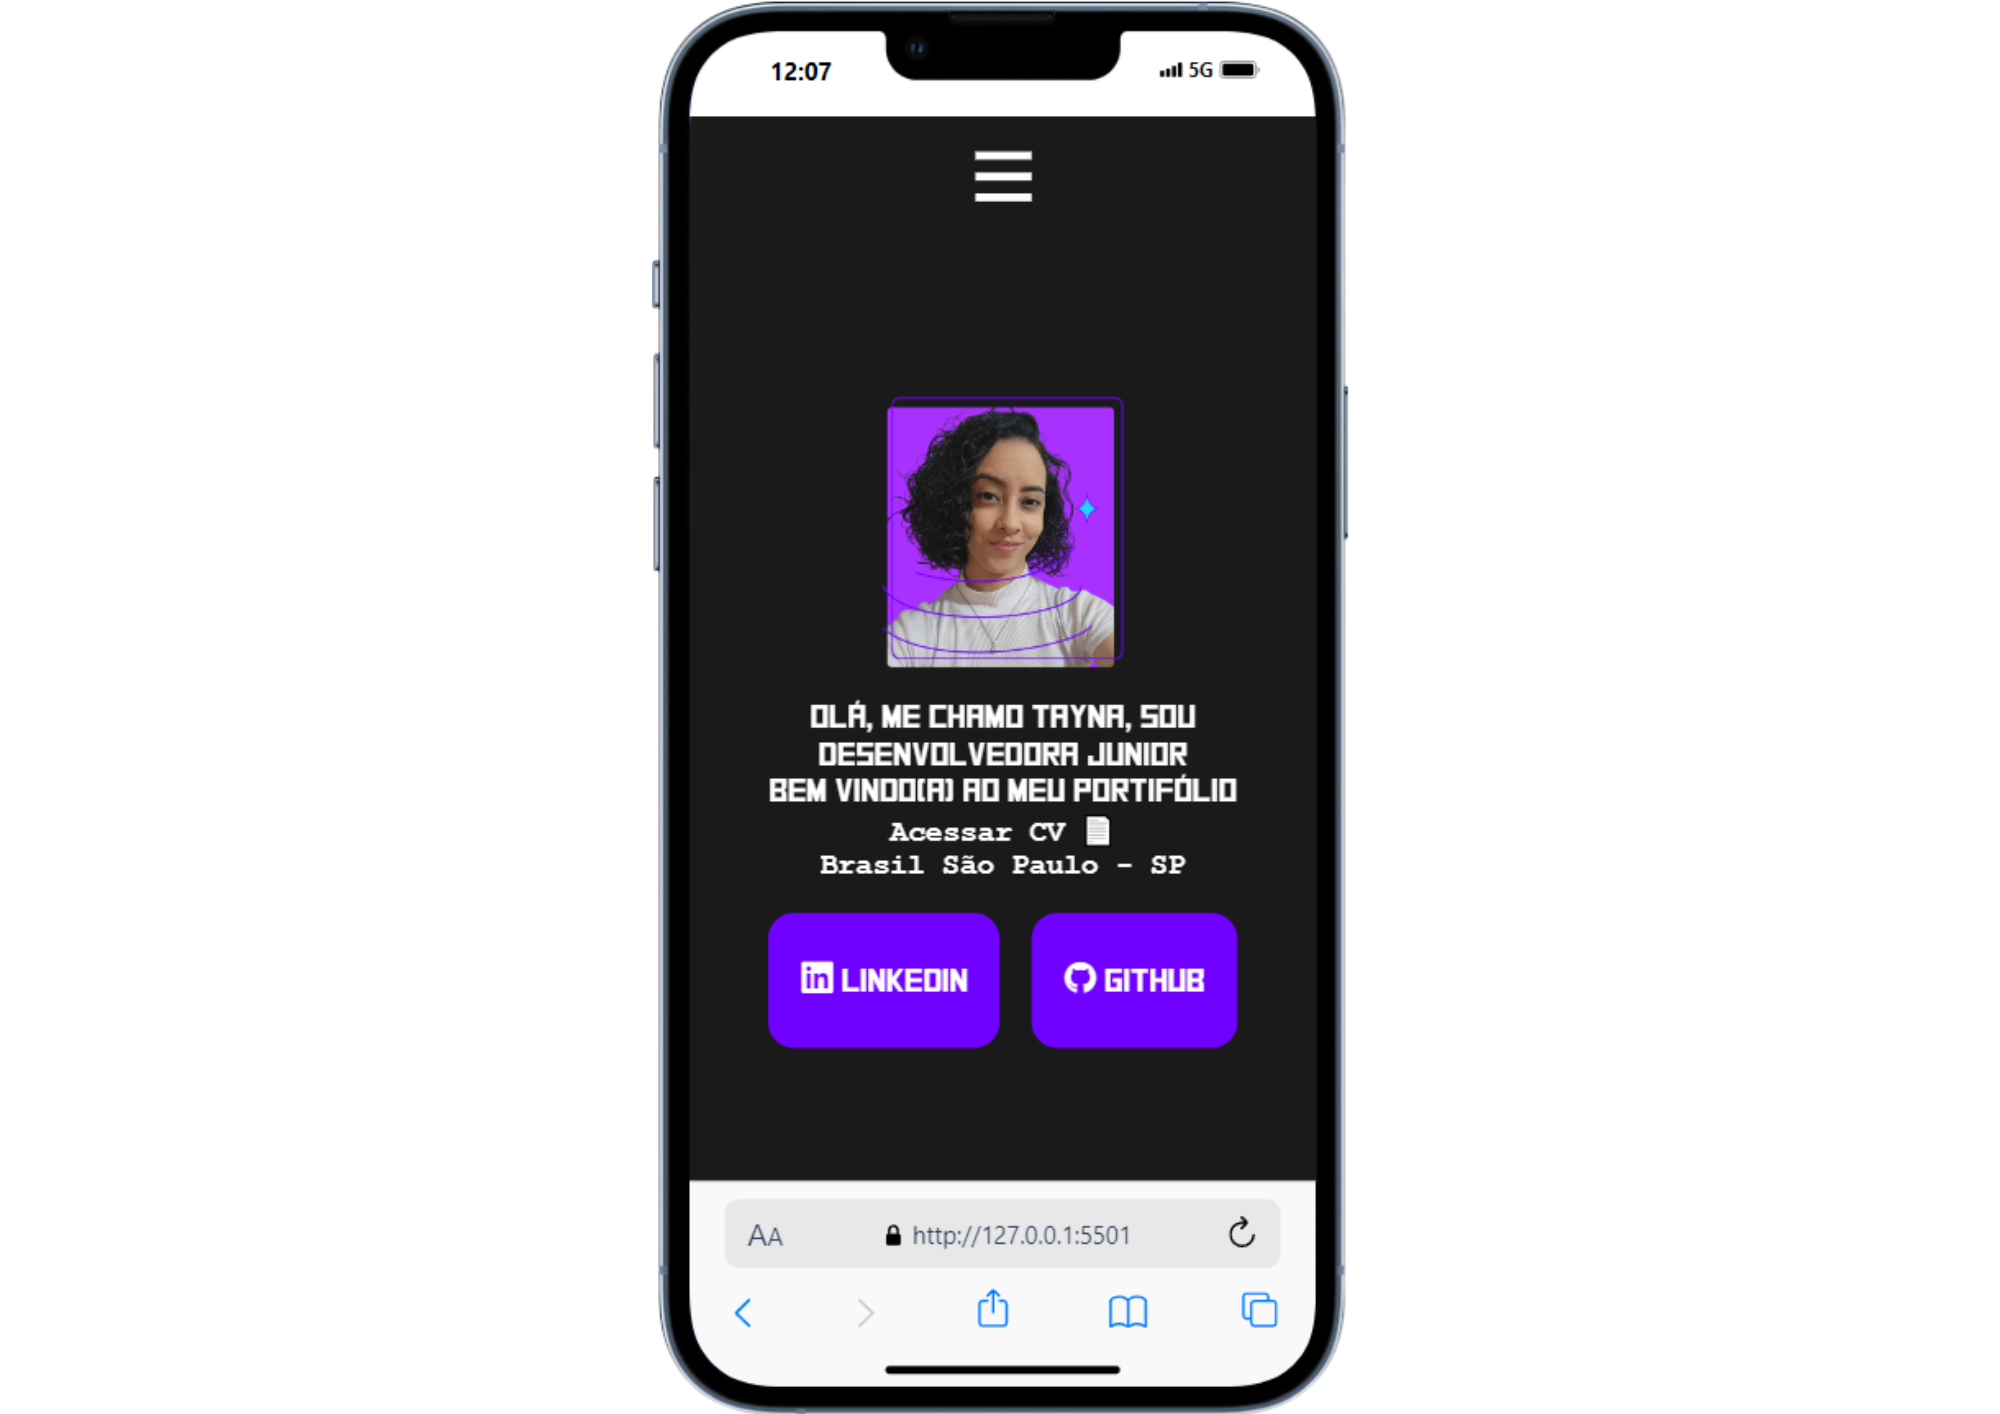 12:07
5G
OLÁ, ME CHAMO TAYNA, SOU
DESENVOLVEDORA JUNIOR
BEM VINDO(A) AO MEU PORTIFÓLIO
Acessar CV
Brasil São Paulo - SP
in LINKEDIN
GITHUB
AA
http://127.0.0.1:5501